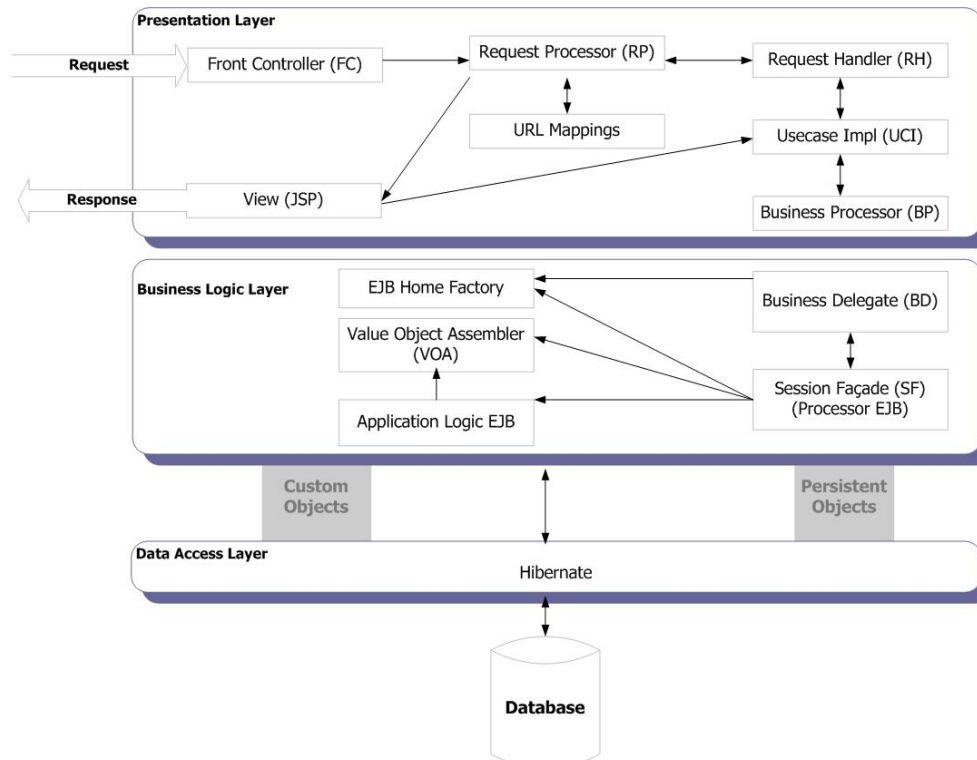 Presentation Layer
Request
Front Controller (FC)
Request Processor (RP)
Request Handler (RH)
URL Mappings
Usecase Impl (UCI)
Response
View (JSP)
Business Processor (BP)
Business Logic Layer
EJB Home Factory
Business Delegate (BD)
Value Object Assembler
(VOA)
Session Façade (SF)
(Processor EJB)
Application Logic EJB
Custom
Objects
Persistent
Objects
Data Access Layer
Hibernate
Database